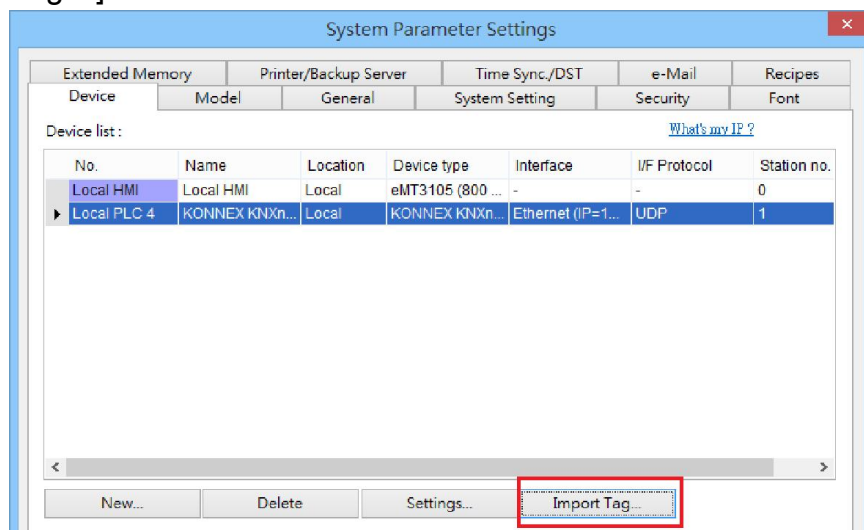 System Parameter Settings
Extended Memory Printer/Backup Server Time Sync./DST e-Mail Recipes
Device Model General System Setting Security Font
Device list : What's my IP ?
No. Name Location Device type Interface I/F Protocol Station no.
Local HMI Local HMI Local eMT3105 (800 ... - - 0
Local PLC 4 KONNEX KNXn... Local KONNEX KNXn... Ethernet (IP=1... UDP 1
New... Delete Settings... Import Tag...